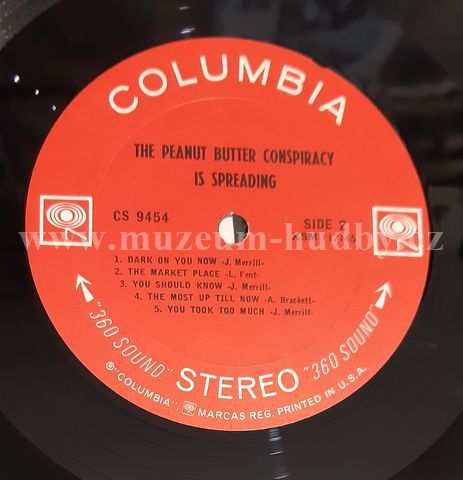 COLUMBIA
THE PEANUT BUTTER CONSPIRACY
IS SPREADING
CS 9454
SIDE 2
www.muzeum-hudby.cz
1. DARK ON YOU NOW -J. Merrill-
2. THE MARKET PLACE -L. Fent-
3. YOU SHOULD KNOW -J. Merrill-
4. THE MOST UP TILL NOW -A. Brackett-
5. YOU TOOK TOO MUCH -J. Merrill-
"360 SOUND" STEREO "360 SOUND"
® "COLUMBIA", MARCAS REG. PRINTED IN U.S.A.